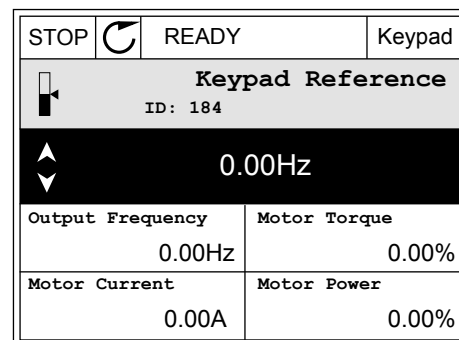 STOP READY Keypad
Keypad Reference
ID: 184
0.00Hz
Output Frequency Motor Torque
0.00Hz 0.00%
Motor Current Motor Power
0.00A 0.00%